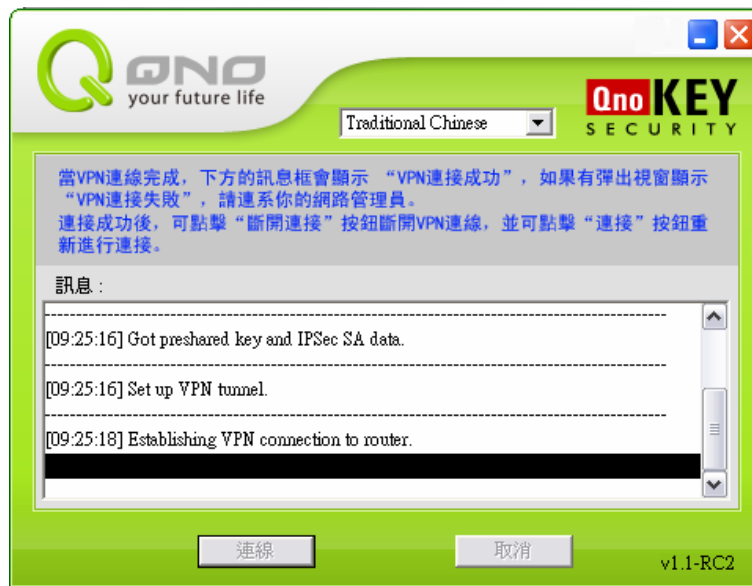 QNO
your future life
Traditional Chinese
Qno KEY
SECURITY
當VPN連線完成，下方的訊息框會顯示 “VPN連接成功”，如果有彈出視窗顯示
“VPN連接失敗”，請連系你的網路管理員。
連接成功後，可點擊“斷開連接”按鈕斷開VPN連線，並可點擊“連接”按鈕重
新進行連接。
訊息 :
[09:25:16] Got preshared key and IPSec SA data.
[09:25:16] Set up VPN tunnel.
[09:25:18] Establishing VPN connection to router.
連線
取消
v1.1-RC2